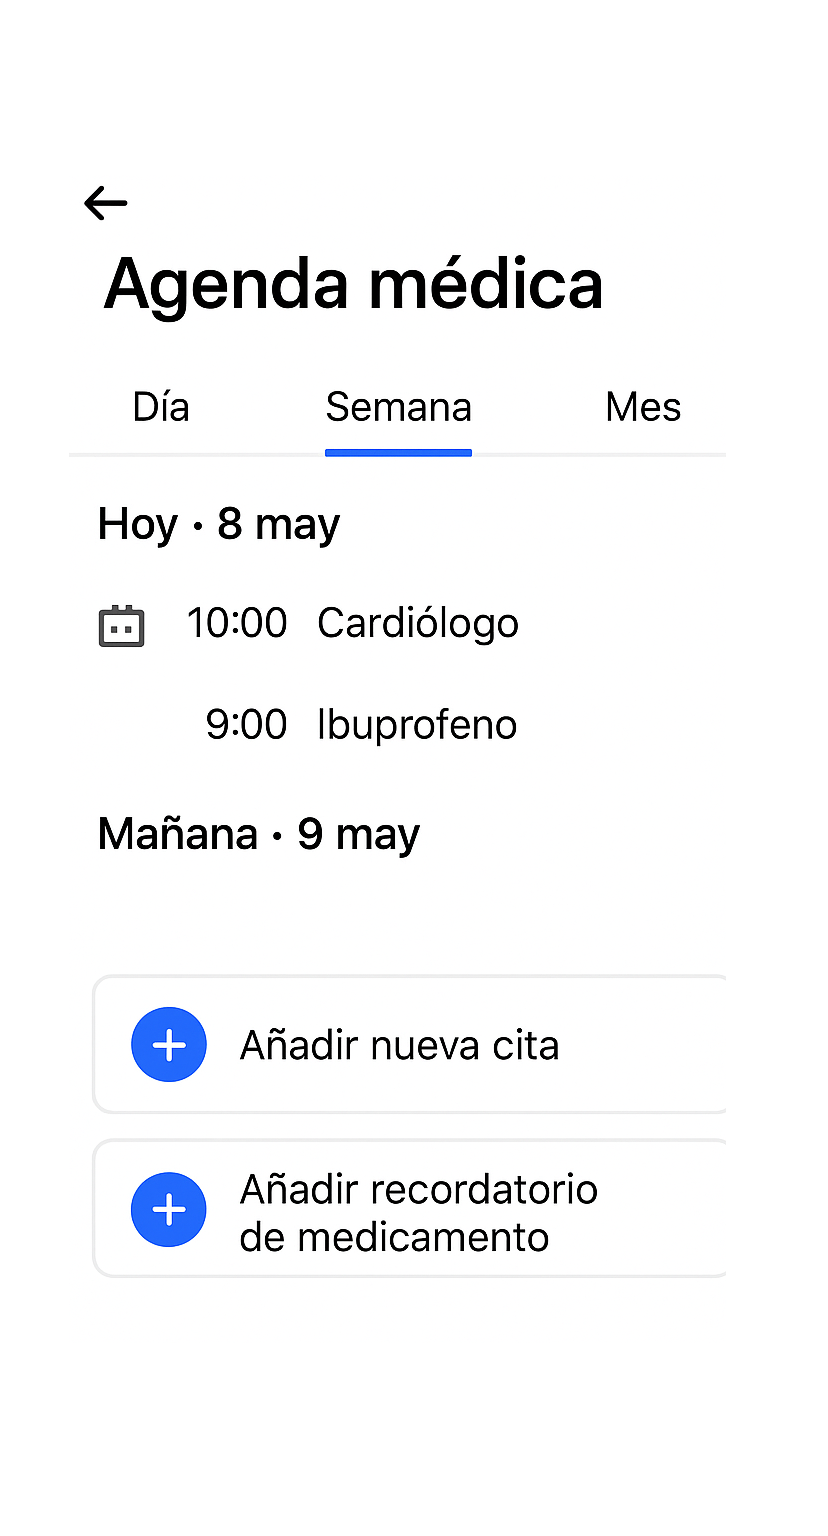 Agenda médica
Día Semana Mes
Hoy · 8 may
10:00 Cardiólogo
9:00 Ibuprofeno
Mañana · 9 may
Añadir nueva cita
Añadir recordatorio
de medicamento